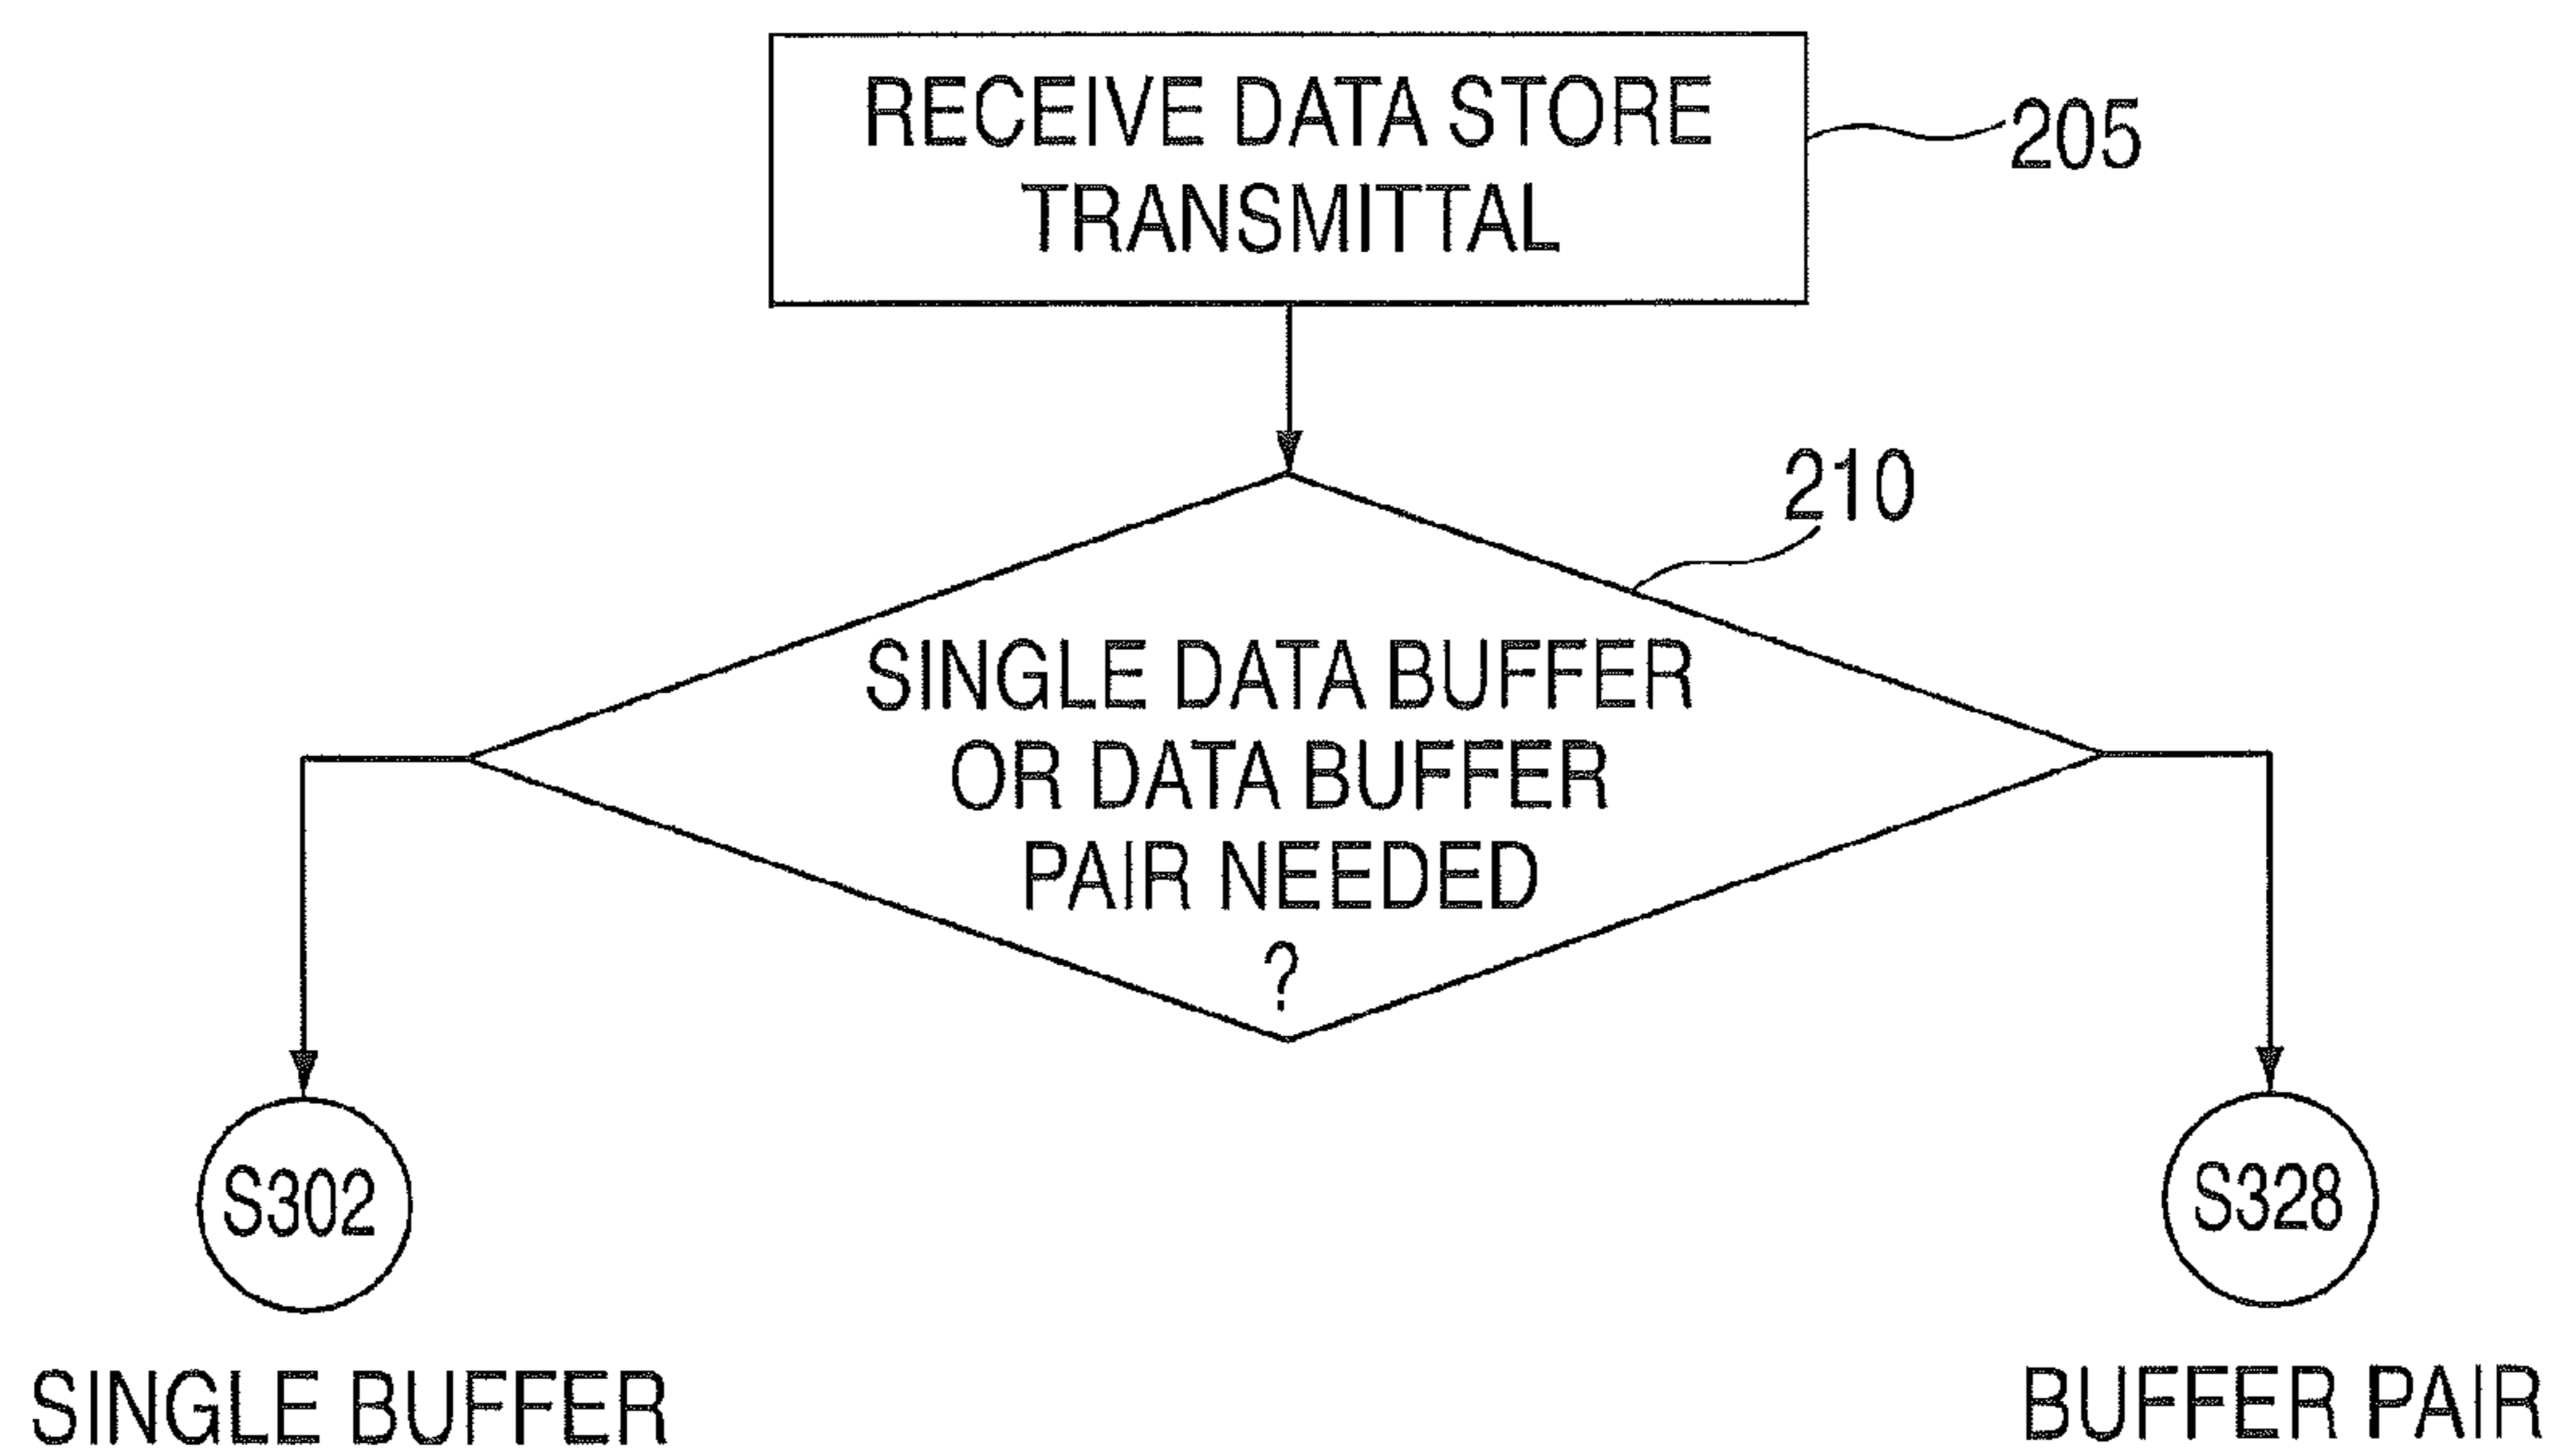 RECEIVE DATA STORE
TRANSMITTAL
205
210
SINGLE DATA BUFFER
OR DATA BUFFER
PAIR NEEDED
?
S302
S328
SINGLE BUFFER
BUFFER PAIR